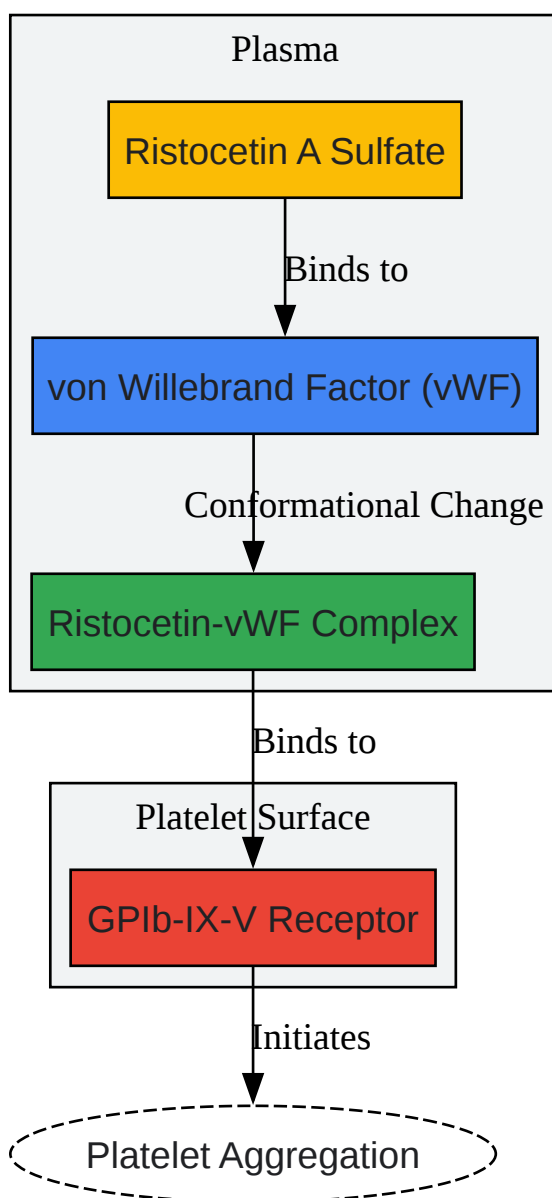 Plasma
Ristocetin A Sulfate
Binds to
von Willebrand Factor (vWF)
Conformational Change
Ristocetin-vWF Complex
Binds to
Platelet Surface
GPIb-IX-V Receptor
Initiates
Platelet Aggregation